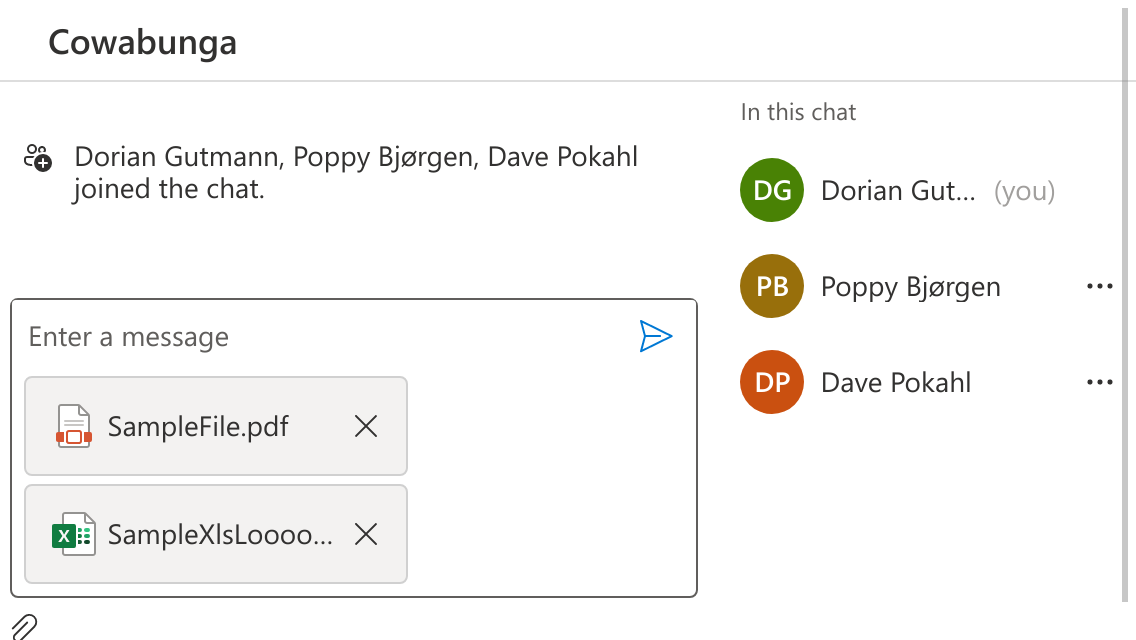 Cowabunga
Dorian Gutmann, Poppy Bjørgen, Dave Pokahl
joined the chat.
Enter a message
SampleFile.pdf
X
SampleXlsLoooo...
In this chat
DG
Dorian Gut... (you)
PB
Poppy Bjørgen
DP
Dave Pokahl